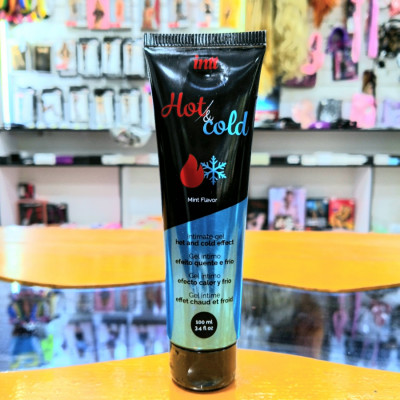 intt
Hot
&
cold
Mint Flavor
Intimate gel
Hot and cold effect
Gel íntimo
efeito quente e frio
Gel íntimo
efecto calor y frío
Gel intime
effet chaud et froid
100 ml
3.4 fl oz